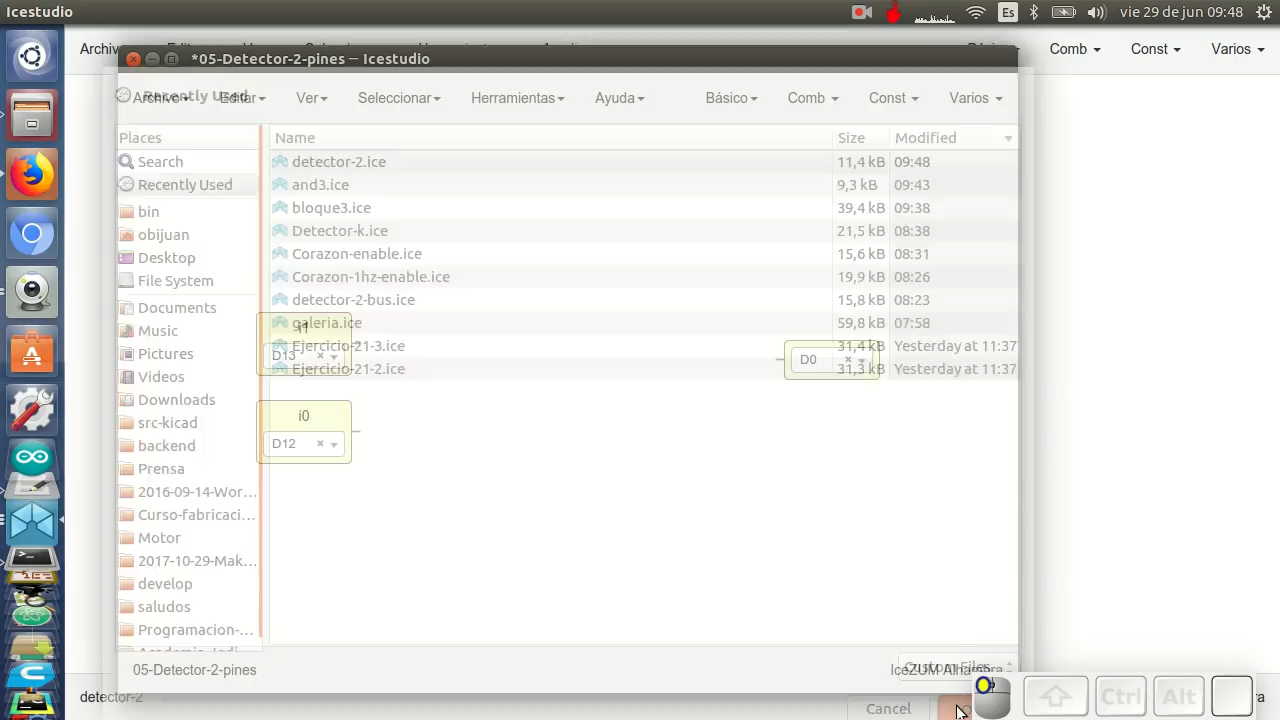 Icestudio
Es
vie 29 de jun 09:48
Archivo
Comb
Const
Varios
*05-Detector-2-pines – Icestudio
Recently Used
Archivo
Editar
Ver
Seleccionar
Herramientas
Ayuda
Básico
Comb
Const
Varios
Places
Name
Size
Modified
Search
detector-2.ice
11,4 kB
09:48
Recently Used
and3.ice
9,3 kB
09:43
bin
bloque3.ice
39,4 kB
09:38
obijuan
Detector-k.ice
21,5 kB
08:38
Desktop
Corazon-enable.ice
15,6 kB
08:31
File System
Corazon-1hz-enable.ice
19,9 kB
08:26
Documents
detector-2-bus.ice
15,8 kB
08:23
Music
galeria.ice
59,8 kB
07:58
i1
Pictures
Ejercicio-21-3.ice
31,4 kB
Yesterday at 11:37
D13
D0
Videos
Ejercicio-21-2.ice
31,3 kB
Yesterday at 11:37
Downloads
src-kicad
i0
backend
D12
Prensa
2016-09-14-Wor...
Curso-fabricaci...
Motor
2017-10-29-Mak...
develop
saludos
Programacion-...
05-Detector-2-pines
IceZUM Alhambra
detector-2
Cancel
Ctrl
Alt